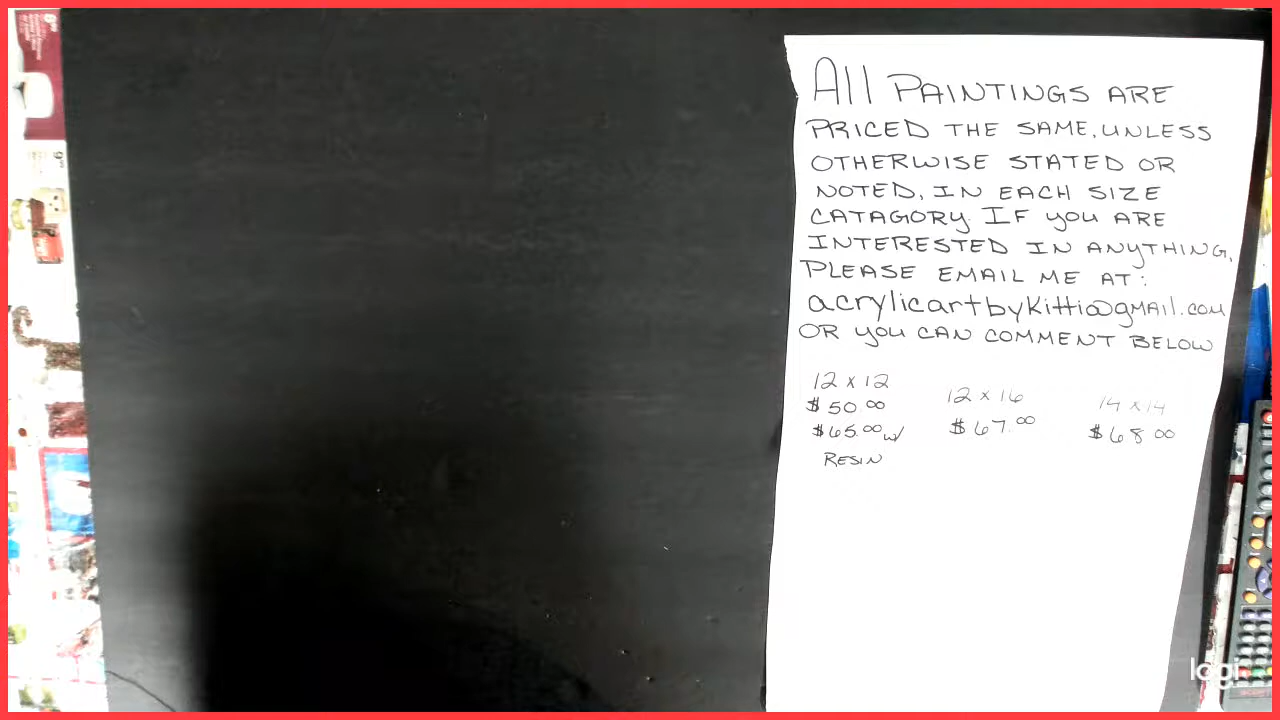 All PAINTINGS ARE
PRICED THE SAME, UNLESS
OTHERWISE STATED OR
NOTED, IN EACH SIZE
CATAGORY. IF YOU ARE
INTERESTED IN ANYTHING,
PLEASE EMAIL ME AT:
acrylicartbykitti@gmail.com
OR YOU CAN COMMENT BELOW
12 x 12
$50.00
$65.00 w/
RESIN
12 x 16
$67.00
14 x 14
$68.00
logi